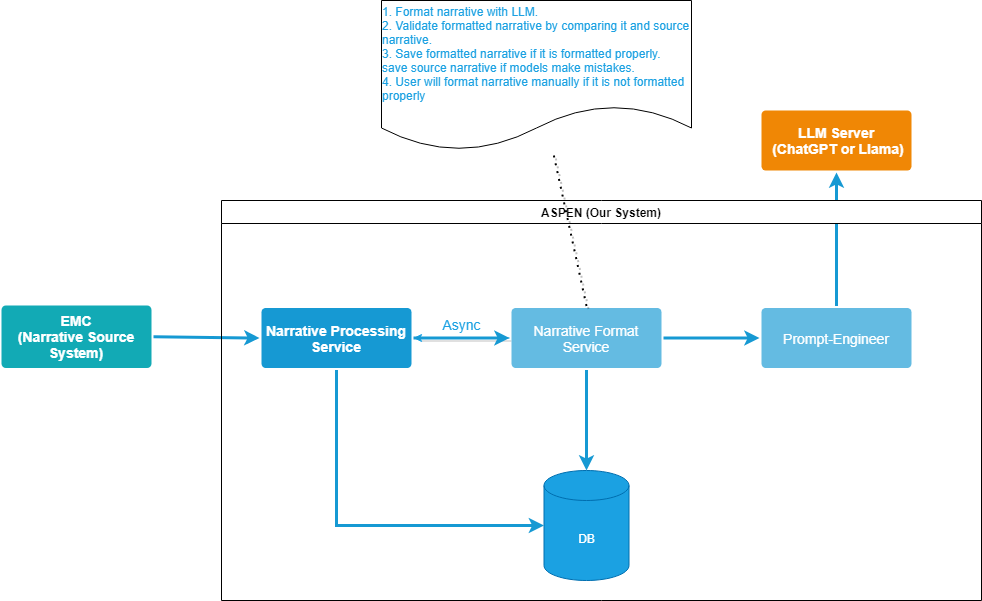 1. Format narrative with LLM.
2. Validate formatted narrative by comparing it and source
narrative.
3. Save formatted narrative if it is formatted properly.
save source narrative if models make mistakes.
4. User will format narrative manually if it is not formatted
properly
LLM Server
(ChatGPT or Llama)
ASPEN (Our System)
EMC
(Narrative Source
System)
Narrative Processing
Service
Async
Narrative Format
Service
Prompt-Engineer
DB